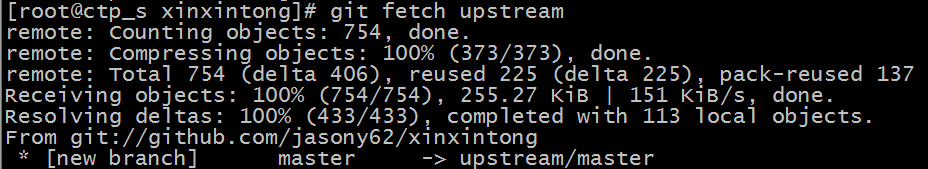 [root@ctp_s xinxintong]# git fetch upstream
remote: Counting objects: 754, done.
remote: Compressing objects: 100% (373/373), done.
remote: Total 754 (delta 406), reused 225 (delta 225), pack-reused 137
Receiving objects: 100% (754/754), 255.27 KiB | 151 KiB/s, done.
Resolving deltas: 100% (433/433), completed with 113 local objects.
From git://github.com/jasony62/xinxintong
 * [new branch]      master     -> upstream/master